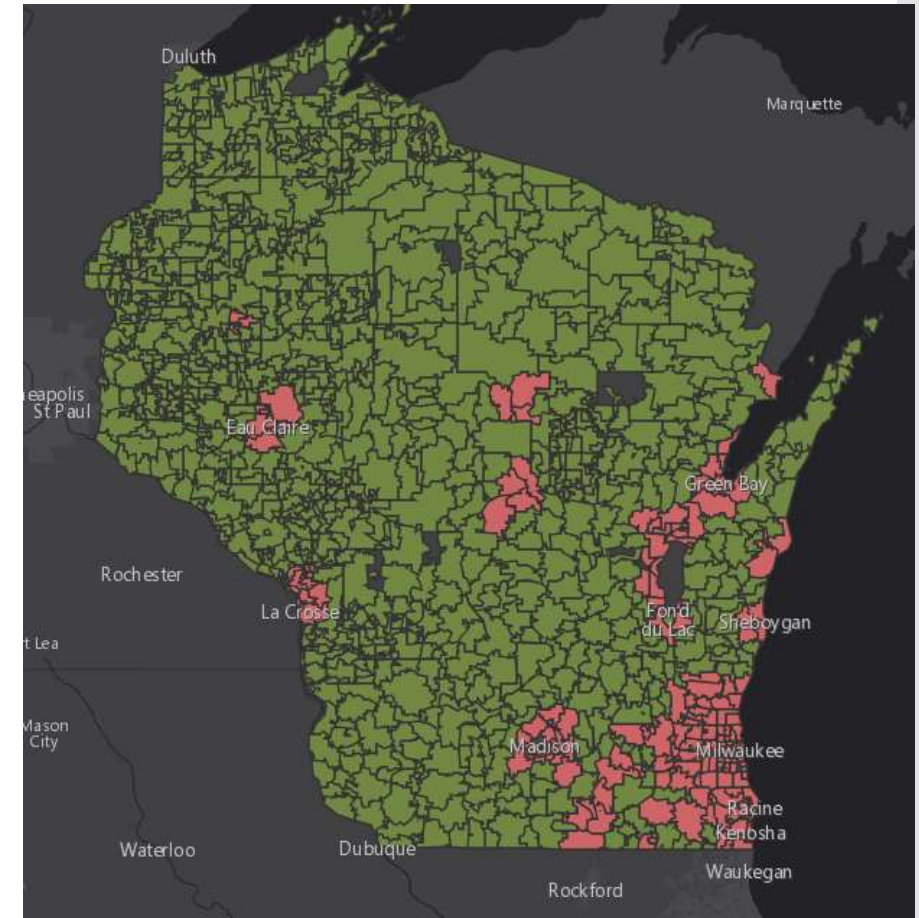 Duluth
Marquette
eapolis
St Paul
Eau Claire
Green Bay
Rochester
La Crosse
Fond
du Lac
Sheboygan
rt Lea
Mason
City
Madison
Milwaukee
Racine
Kenosha
Waterloo
Dubuque
Waukegan
Rockford